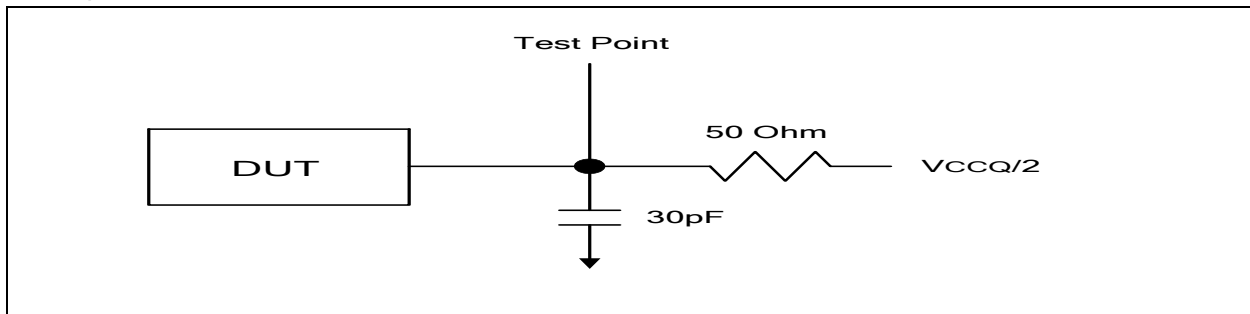 Test Point
50 Ohm
DUT
VCCQ/2
30pF